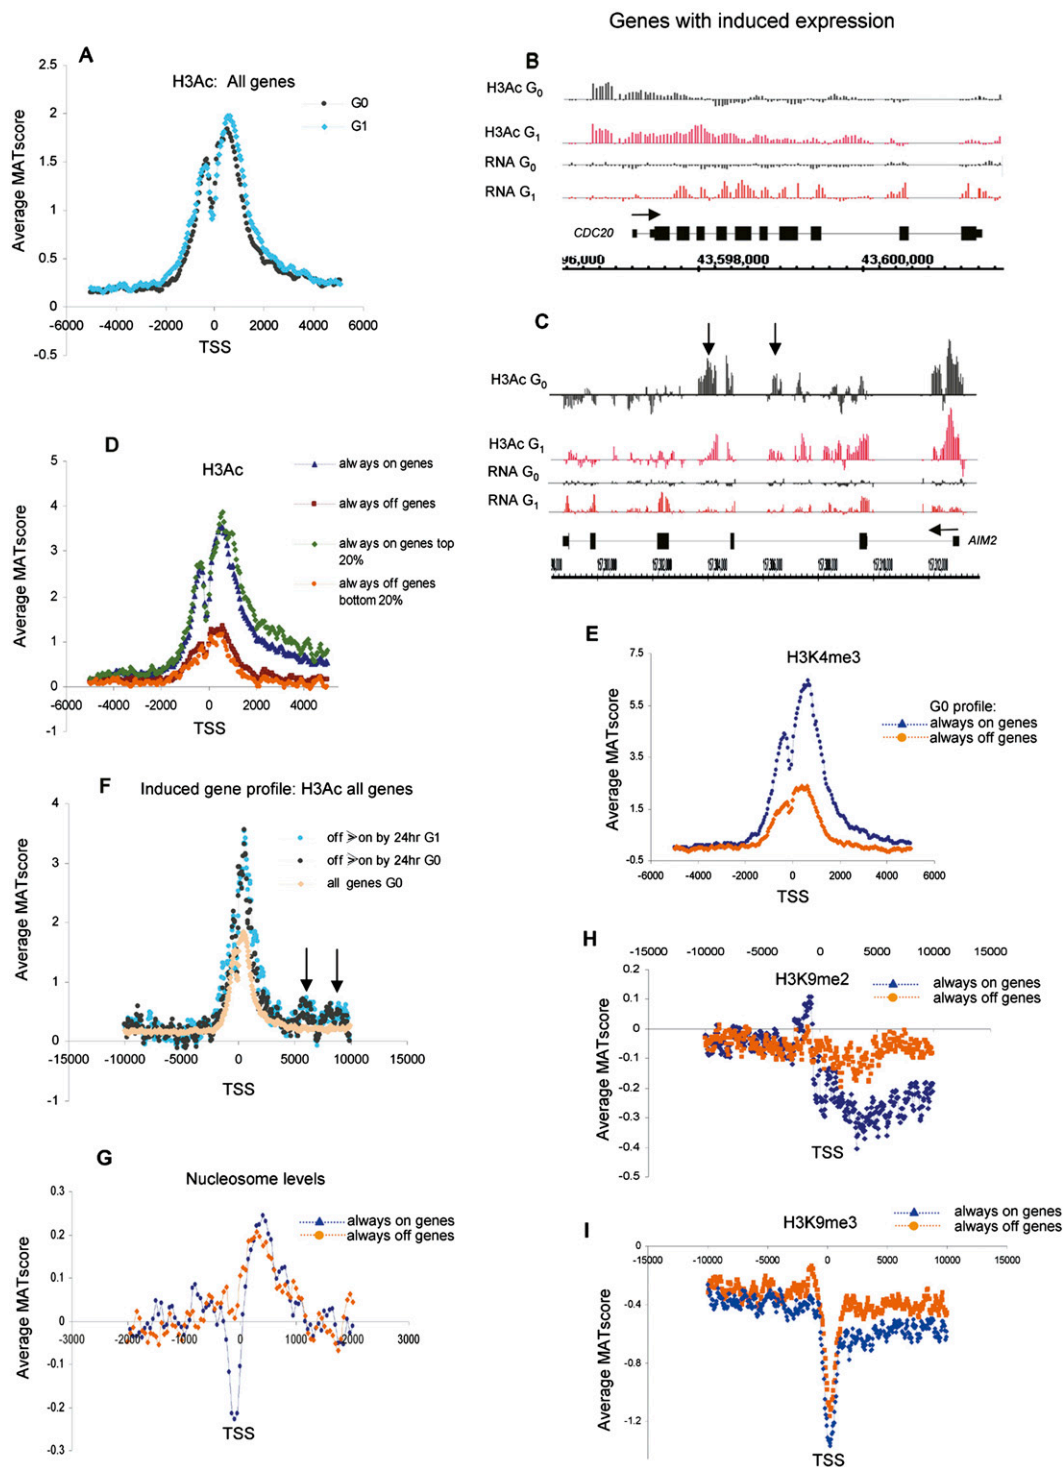 Genes with induced expression
A
H3Ac: All genes
G0
G1
Average MATscore
2.5
2
1.5
1
0.5
0
-0.5
-6000 -4000 -2000 0 2000 4000 6000
TSS
B
H3Ac G0
H3Ac G1
RNA G0
RNA G1
CDC20
96,000 43,598,000 43,600,000
C
H3Ac G0
H3Ac G1
RNA G0
RNA G1
AIM2
D
H3Ac
always on genes
always off genes
always on genes top
20%
always off genes
bottom 20%
Average MATscore
5
4
3
2
1
0
-1
-6000 -4000 -2000 0 2000 4000
TSS
E
H3K4me3
G0 profile:
always on genes
always off genes
Average MATscore
7.5
5.5
3.5
1.5
-0.5
-6000 -4000 -2000 0 2000 4000 6000
TSS
F
Induced gene profile: H3Ac all genes
off ⩾on by 24hr G1
off ⩾on by 24hr G0
all genes G0
Average MATscore
4
3
2
1
0
-1
-15000 -10000 -5000 0 5000 10000 15000
TSS
G
Nucleosome levels
always on genes
always off genes
Average MATscore
0.3
0.2
0.1
0
-0.1
-0.2
-0.3
-3000 -2000 -1000 0 1000 2000 3000
TSS
H
-15000 -10000 -5000 0 5000 10000 15000
H3K9me2
always on genes
always off genes
Average MATscore
0.2
0.1
0
-0.1
-0.2
-0.3
-0.4
-0.5
TSS
I
H3K9me3
always on genes
always off genes
-15000 -10000 -5000 0 5000 10000 15000
Average MATscore
0
-0.4
-0.8
-1.2
TSS